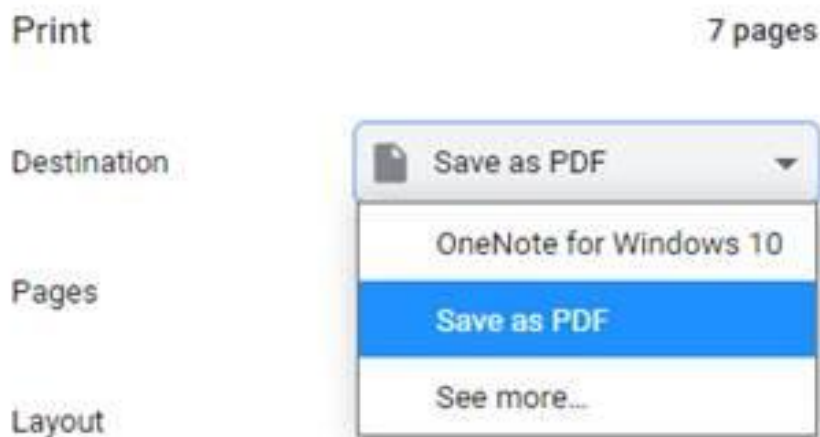 Print 7 pages
Destination Save as PDF
OneNote for Windows 10
Pages
Save as PDF
See more...
Layout